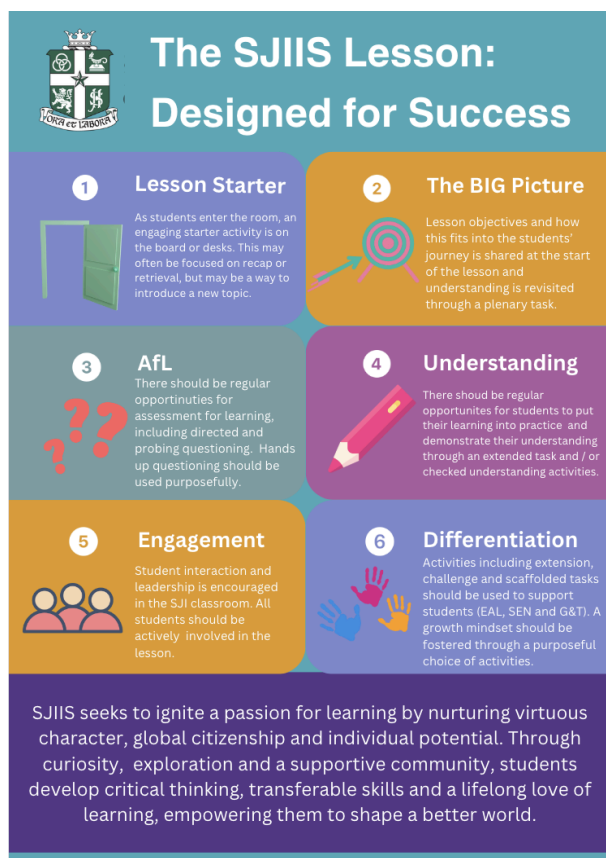 The SJIIS Lesson:
Designed for Success
ORA ET LABORA
1
Lesson Starter
As students enter the room, an
engaging starter activity is on
the board or desks. This may
often be focused on recap or
retrieval, but may be a way to
introduce a new topic.
2
The BIG Picture
Lesson objectives and how
this fits into the students'
journey is shared at the start
of the lesson and
understanding is revisited
through a plenary task.
3
AfL
There should be regular
opportinuties for
assessment for learning,
including directed and
probing questioning. Hands
up questioning should be
used purposefully.
4
Understanding
There shoud be regular
opportunites for students to put
their learning into practice and
demonstrate their understanding
through an extended task and / or
checked understanding activities.
5
Engagement
Student interaction and
leadership is encouraged
in the SJI classroom. All
students should be
actively involved in the
lesson.
6
Differentiation
Activities including extension,
challenge and scaffolded tasks
should be used to support
students (EAL, SEN and G&T). A
growth mindset should be
fostered through a purposeful
choice of activities.
SJIIS seeks to ignite a passion for learning by nurturing virtuous
character, global citizenship and individual potential. Through
curiosity, exploration and a supportive community, students
develop critical thinking, transferable skills and a lifelong love of
learning, empowering them to shape a better world.